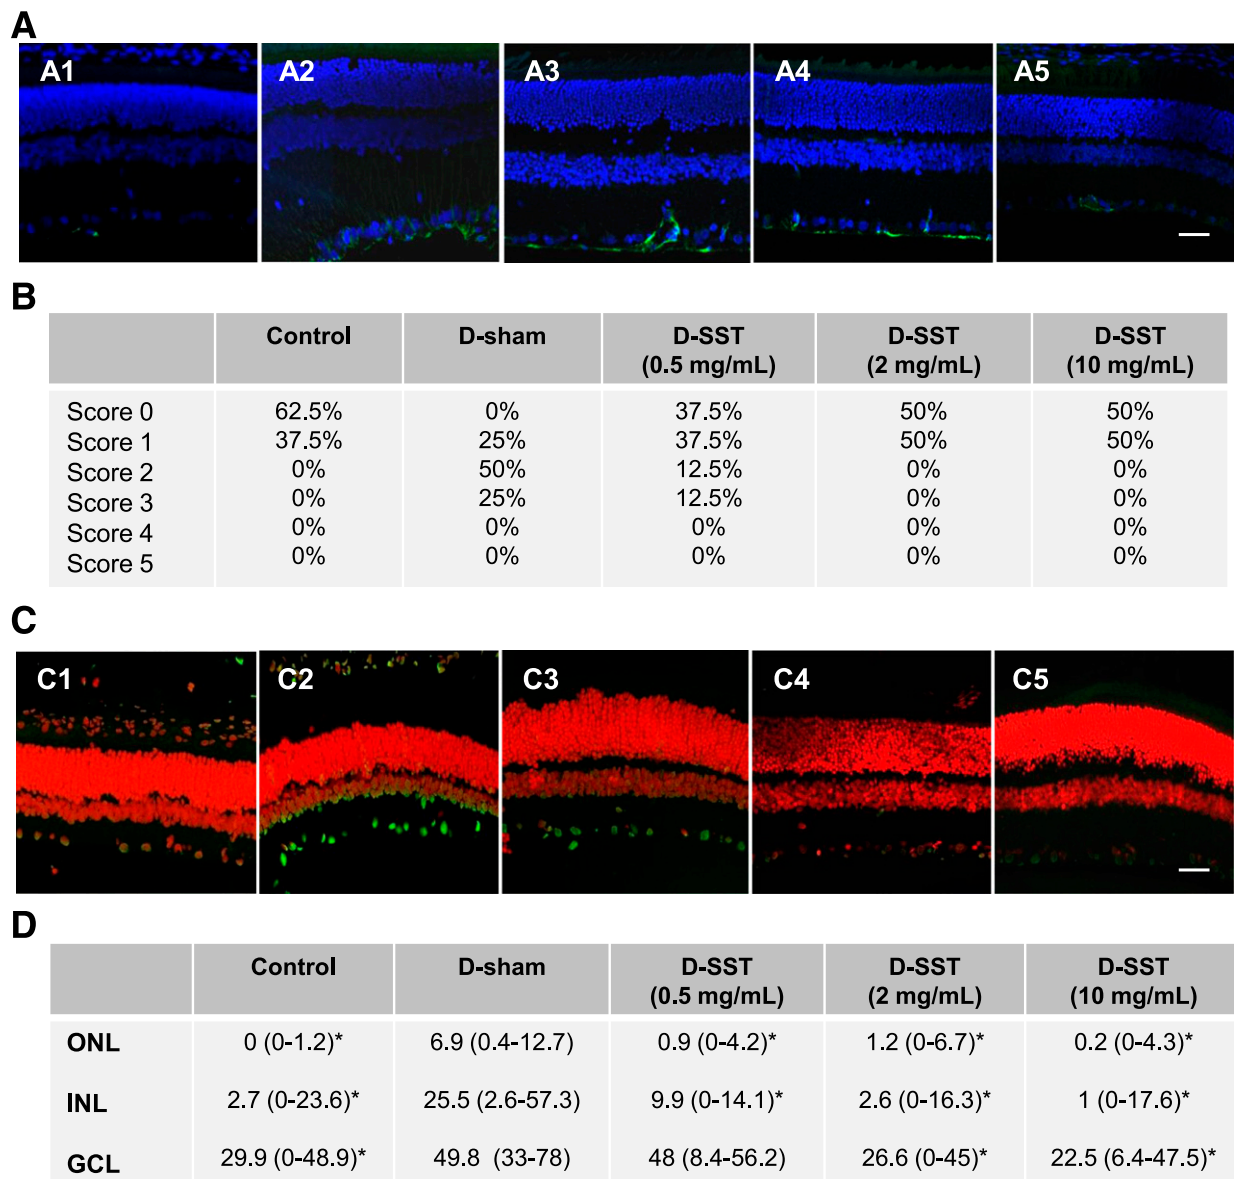 A
A1 A2 A3 A4 A5
B
Control D-sham D-SST (0.5 mg/mL) D-SST (2 mg/mL) D-SST (10 mg/mL)
Score 0 62.5% 0% 37.5% 50% 50%
Score 1 37.5% 25% 37.5% 50% 50%
Score 2 0% 50% 12.5% 0% 0%
Score 3 0% 25% 12.5% 0% 0%
Score 4 0% 0% 0% 0% 0%
Score 5 0% 0% 0% 0% 0%
C
C1 C2 C3 C4 C5
D
Control D-sham D-SST (0.5 mg/mL) D-SST (2 mg/mL) D-SST (10 mg/mL)
ONL 0 (0-1.2)* 6.9 (0.4-12.7) 0.9 (0-4.2)* 1.2 (0-6.7)* 0.2 (0-4.3)*
INL 2.7 (0-23.6)* 25.5 (2.6-57.3) 9.9 (0-14.1)* 2.6 (0-16.3)* 1 (0-17.6)*
GCL 29.9 (0-48.9)* 49.8 (33-78) 48 (8.4-56.2) 26.6 (0-45)* 22.5 (6.4-47.5)*